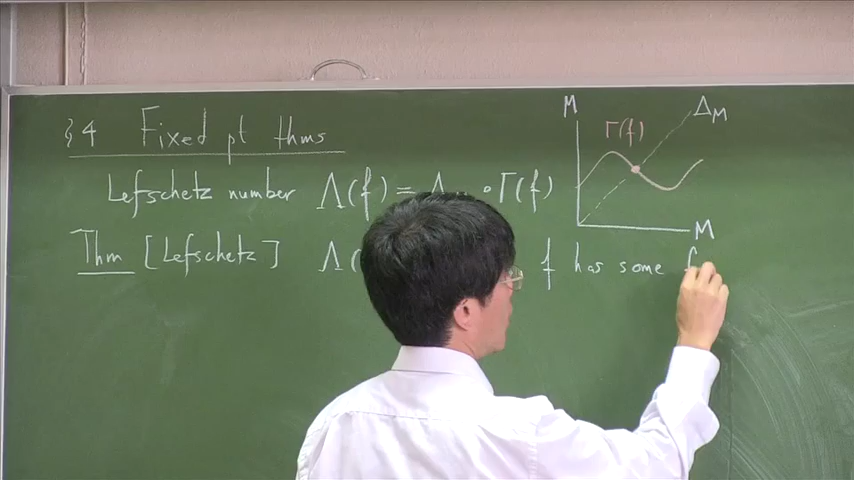 §4 Fixed pt thms
Lefschetz number Λ(f) = Δ ∘ Γ(f)
Thm [Lefschetz] Λ( f has some f
M
Γ(f)
Δ_M
M